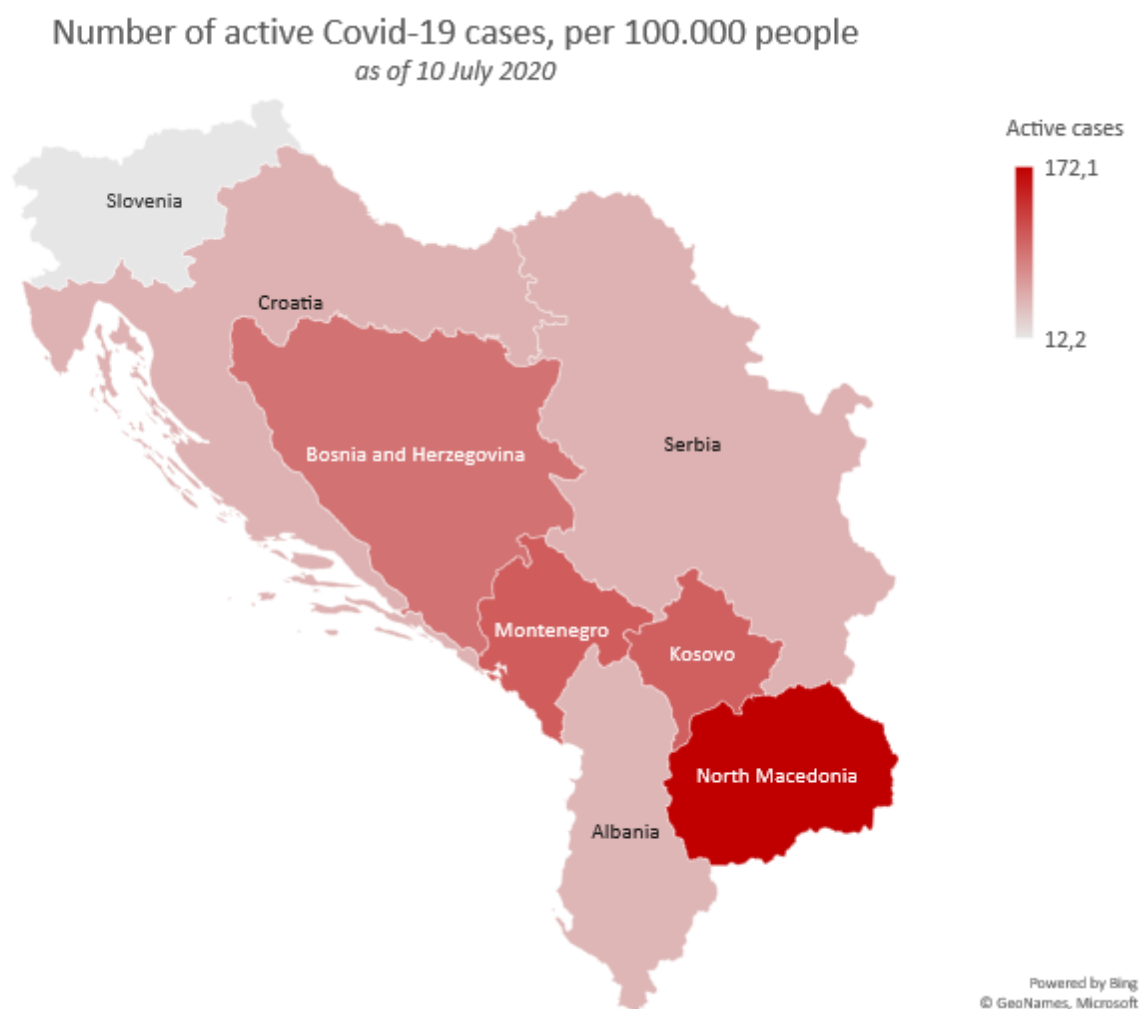 Number of active Covid-19 cases, per 100.000 people
as of 10 July 2020
Active cases
172,1
12,2
Slovenia
Croatia
Bosnia and Herzegovina
Serbia
Montenegro
Kosovo
North Macedonia
Albania
Powered by Bing
© GeoNames, Microsoft